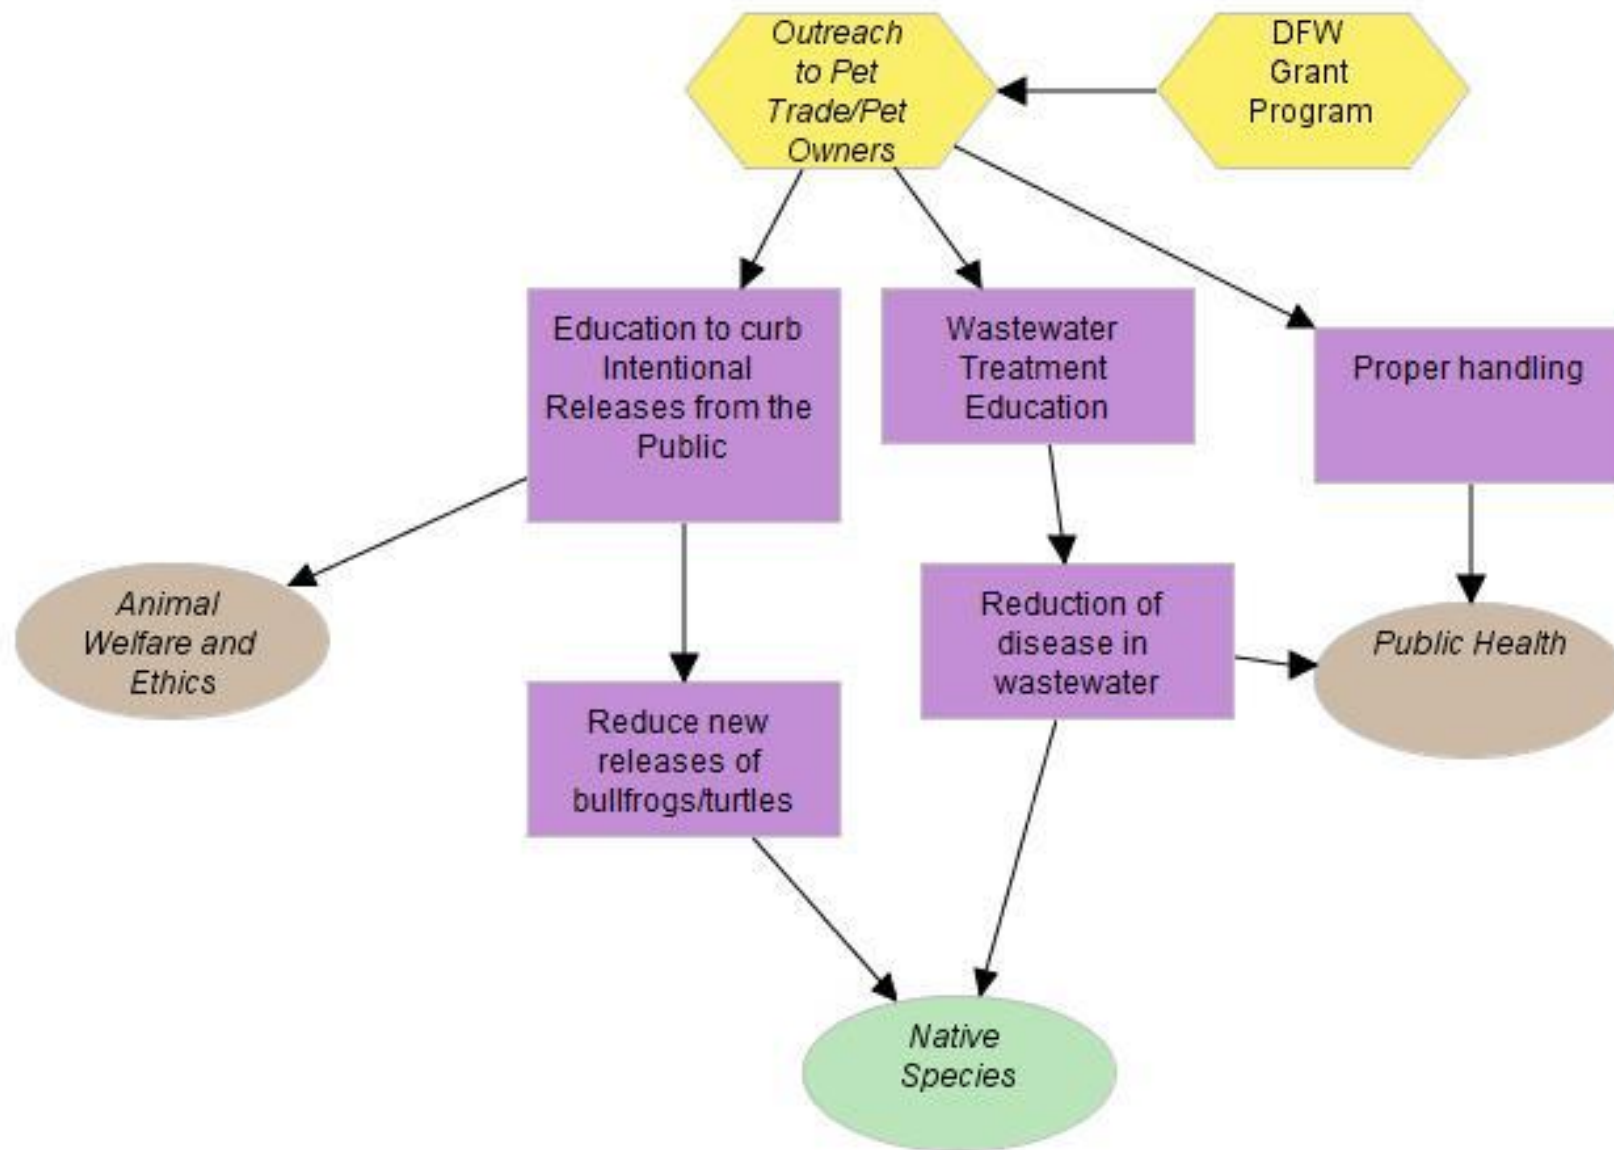 Outreach
to Pet
Trade/Pet
Owners
DFW
Grant
Program
Education to curb
Intentional
Releases from the
Public
Wastewater
Treatment
Education
Proper handling
Animal
Welfare and
Ethics
Reduction of
disease in
wastewater
Public Health
Reduce new
releases of
bullfrogs/turtles
Native
Species